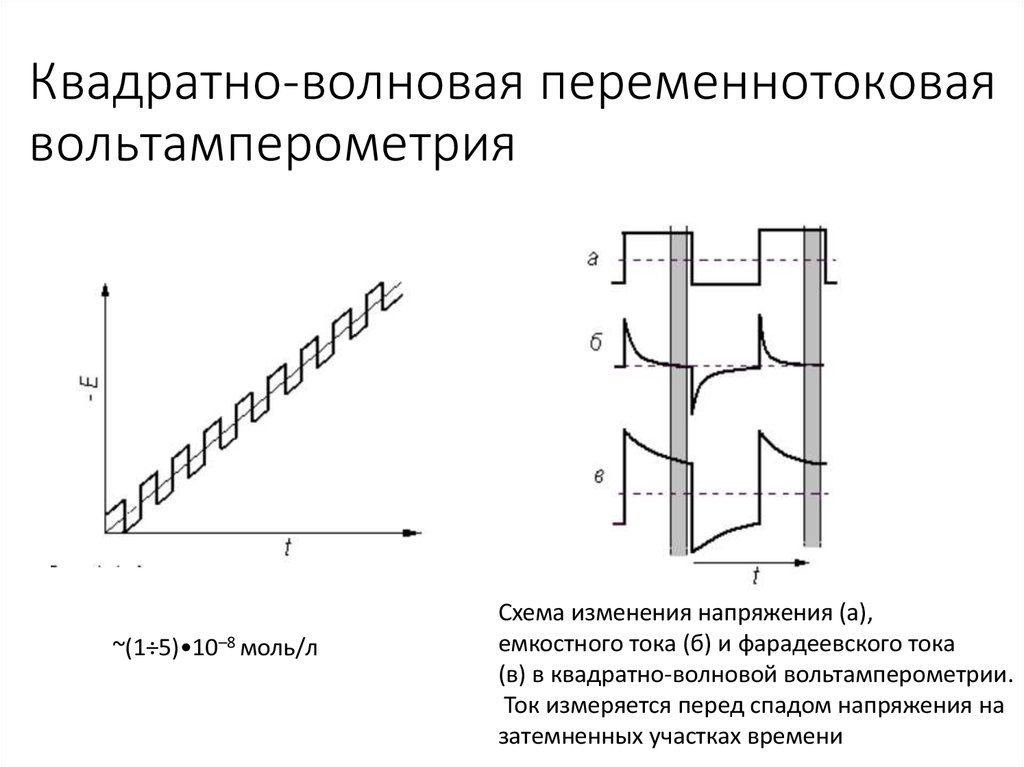 Квадратно-волновая переменнотоковая
вольтамперометрия
- E
t
а
б
в
t
~(1÷5)•10⁻⁸ моль/л
Схема изменения напряжения (а),
емкостного тока (б) и фарадеевского тока
(в) в квадратно-волновой вольтамперометрии.
Ток измеряется перед спадом напряжения на
затемненных участках времени